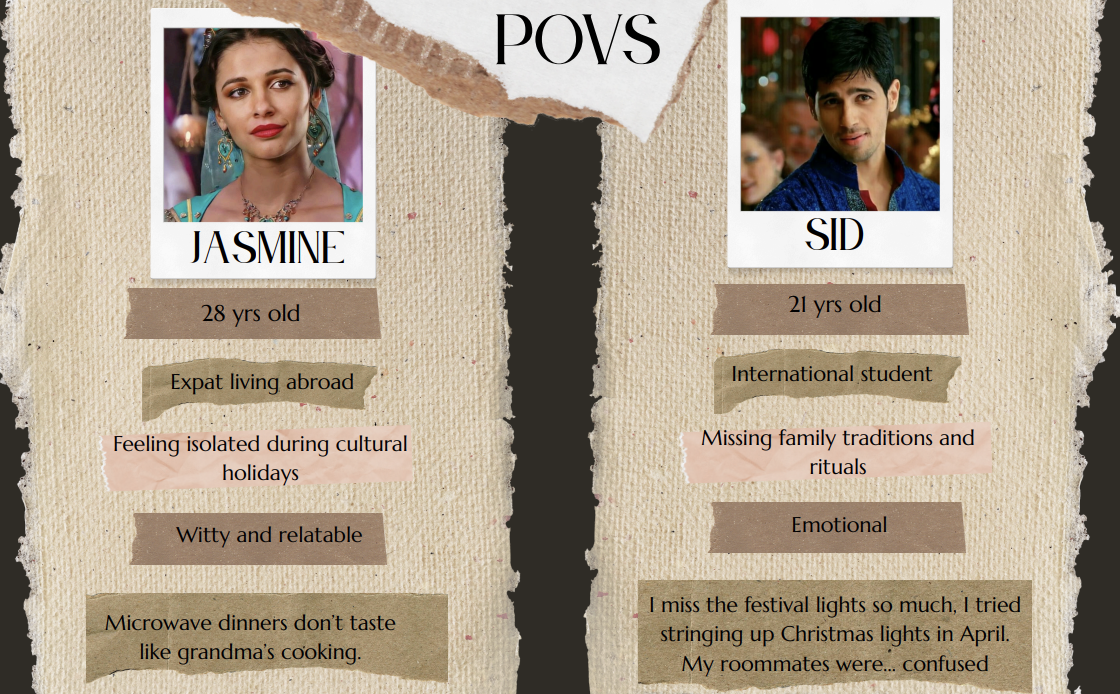 POVS
JASMINE
28 yrs old
Expat living abroad
Feeling isolated during cultural
holidays
Witty and relatable
Microwave dinners don't taste
like grandma's cooking.
SID
21 yrs old
International student
Missing family traditions and
rituals
Emotional
I miss the festival lights so much, I tried
stringing up Christmas lights in April.
My roommates were... confused